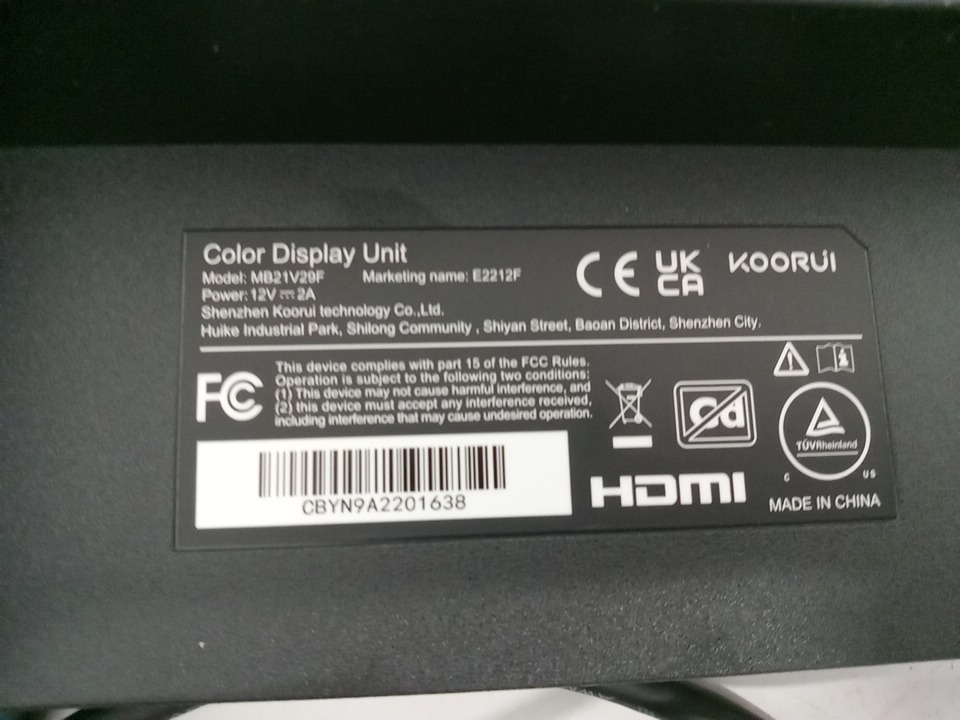 Color Display Unit
Model: MB21V29F Marketing name: E2212F
Power: 12V ⎓ 2A
Shenzhen Koorui technology Co.,Ltd.
Huike Industrial Park, Shilong Community , Shiyan Street, Baoan District, Shenzhen City.
CE UK CA KOORUI
FC This device complies with part 15 of the FCC Rules.
Operation is subject to the following two conditions:
(1) This device may not cause harmful interference, and
(2) this device must accept any interference received,
including interference that may cause undesired operation.
Cd
TÜVRheinland
C US
CBYN9A2201638
HDMI
MADE IN CHINA